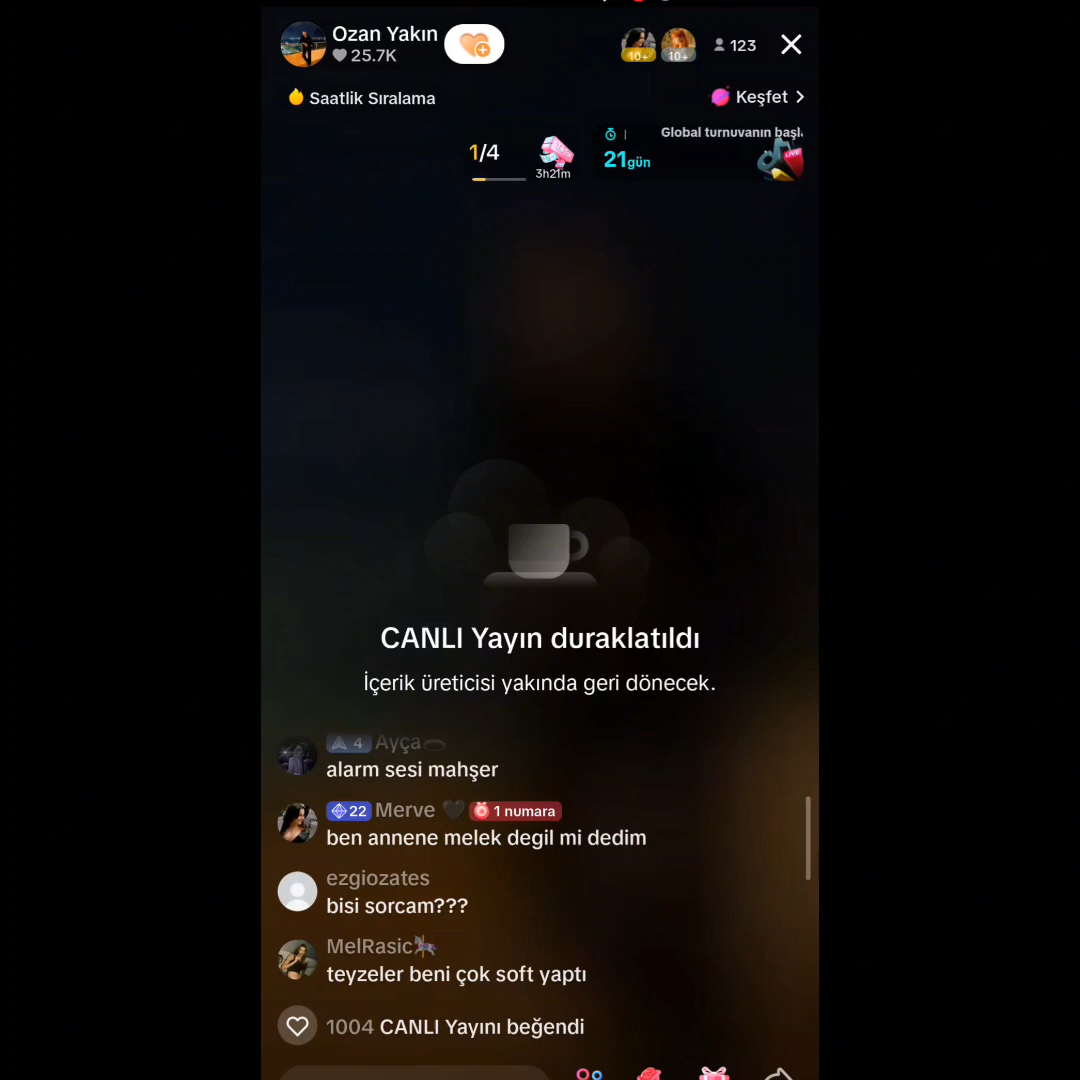 Ozan Yakın
25.7K
10+
10+
123
Saatlik Sıralama
Keşfet
1/4
3h21m
21gün
Global turnuvanın başl
LIVE
CANLI Yayın duraklatıldı
İçerik üreticisi yakında geri dönecek.
4 Ayça
alarm sesi mahşer
22 Merve 🖤 1 numara
ben annene melek degil mi dedim
ezgiozates
bisi sorcam???
MelRasic🎠
teyzeler beni çok soft yaptı
1004 CANLI Yayını beğendi